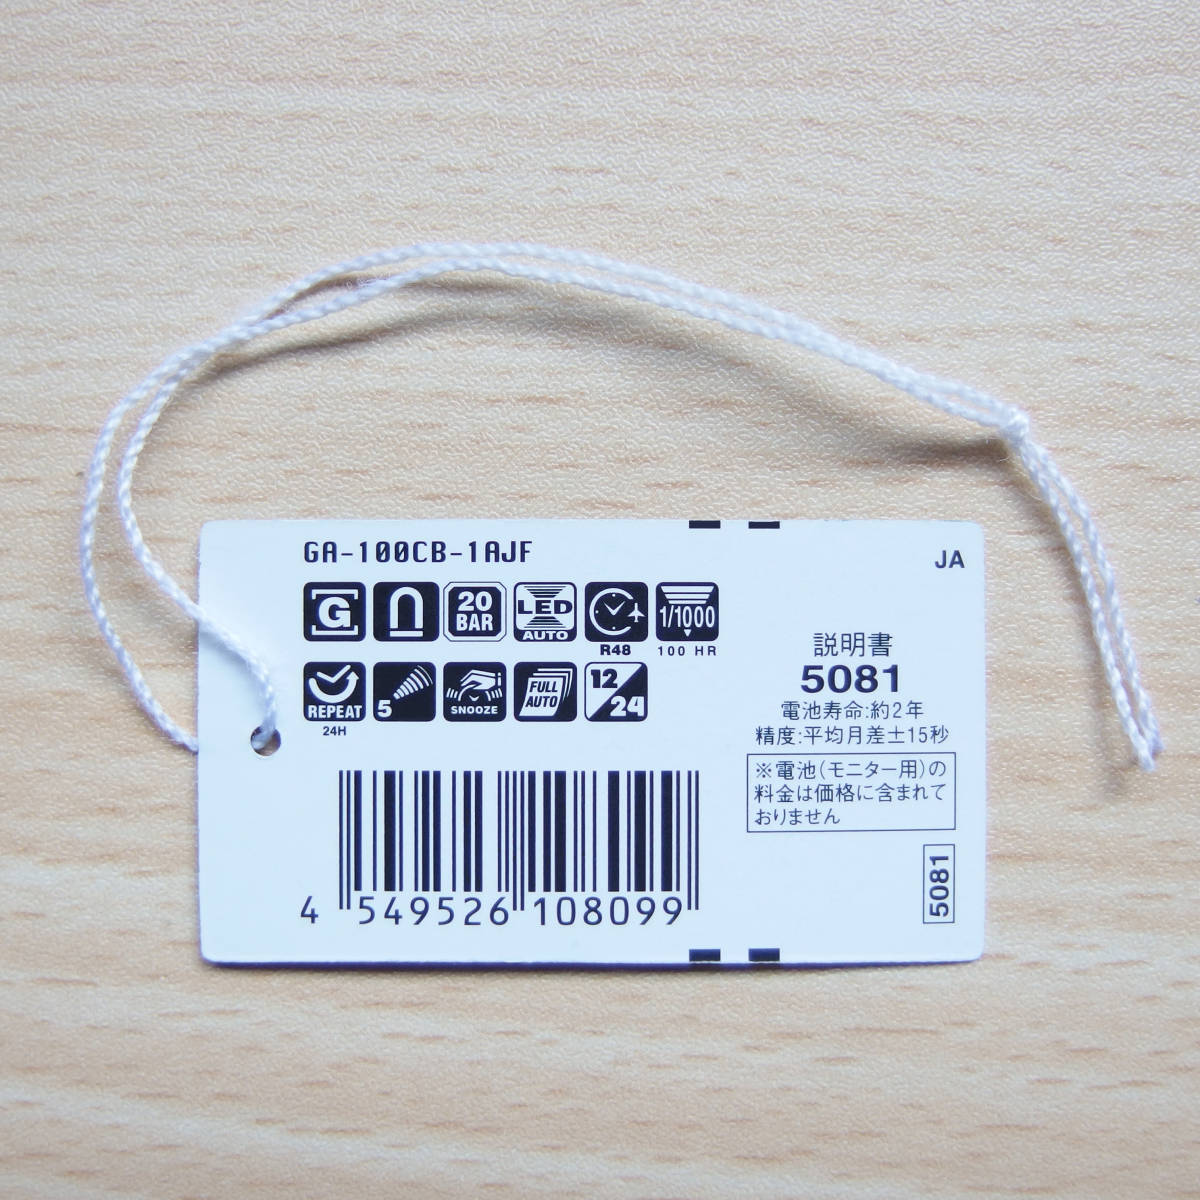 GA-100CB-1AJF
JA
G
20
BAR
LED
AUTO
R48
1/1000
100 HR
REPEAT
24H
5
SNOOZE
FULL
AUTO
12/24
説明書
5081
電池寿命:約2年
精度:平均月差±15秒
※電池(モニター用)の
料金は価格に含まれて
おりません
5081
4 549526 108099